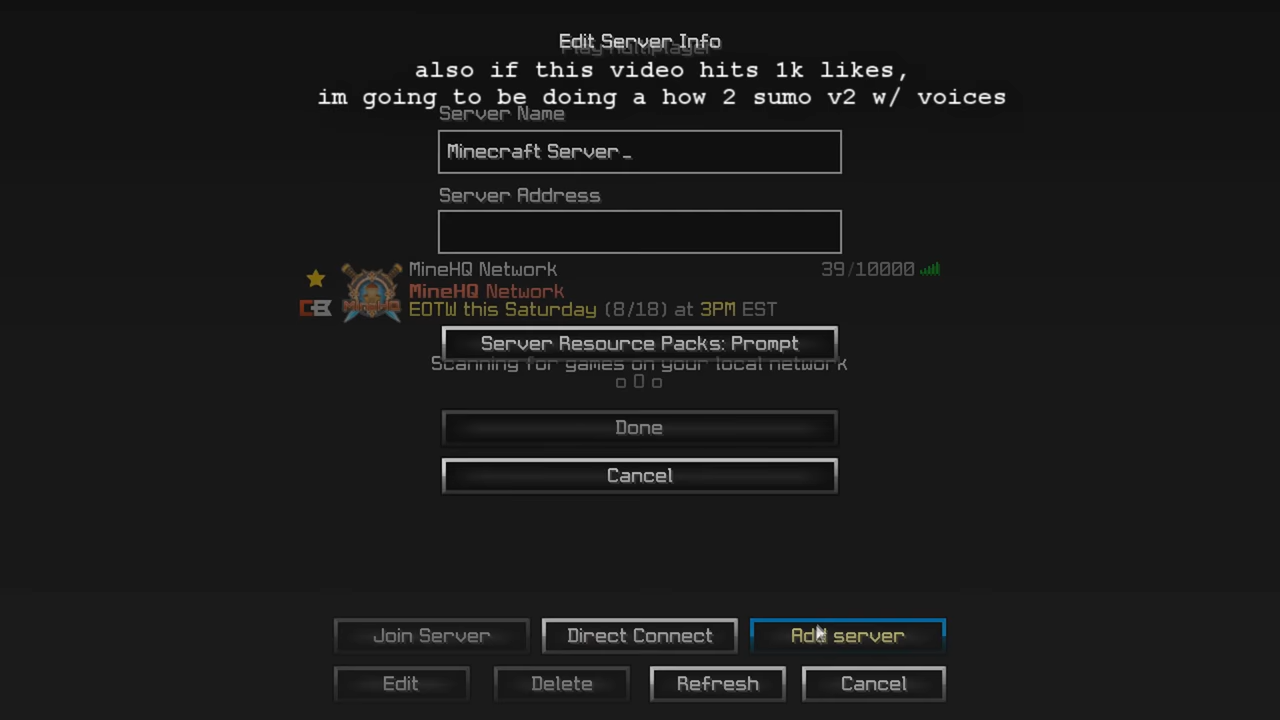 Edit Server Info
Play Multiplayer
also if this video hits 1k likes,
im going to be doing a how 2 sumo v2 w/ voices
Server Name
Minecraft Server_
Server Address
MineHQ Network 39/10000
MineHQ Network
EOTW this Saturday (8/18) at 3PM EST
Server Resource Packs: Prompt
Scanning for games on your local network
o O o
Done
Cancel
Join Server Direct Connect Add server
Edit Delete Refresh Cancel